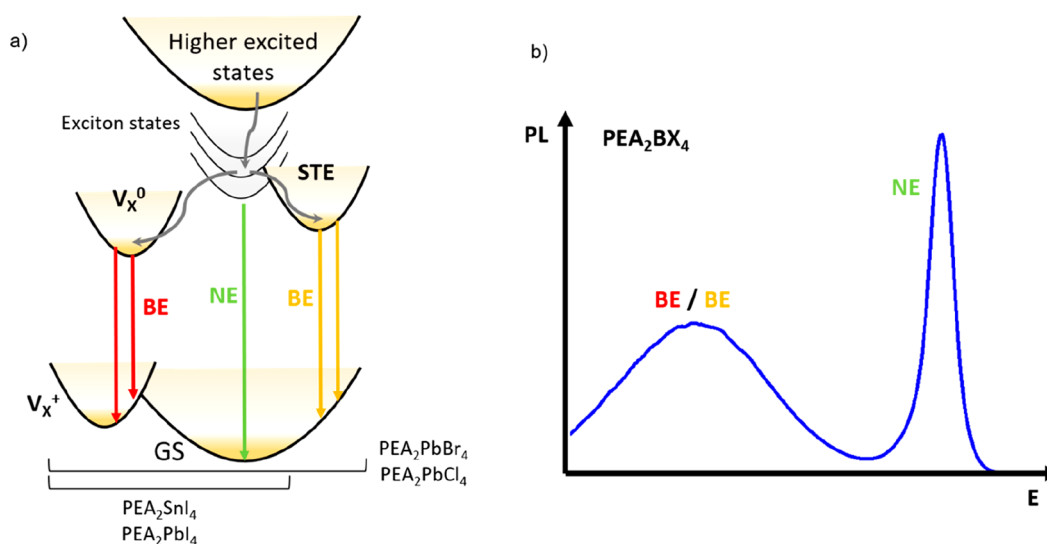 a)
Higher excited
states
Exciton states
STE
Vₓ⁰
BE
NE
BE
Vₓ⁺
GS
PEA₂PbBr₄
PEA₂PbCl₄
PEA₂SnI₄
PEA₂PbI₄
b)
PL
PEA₂BX₄
NE
BE / BE
E